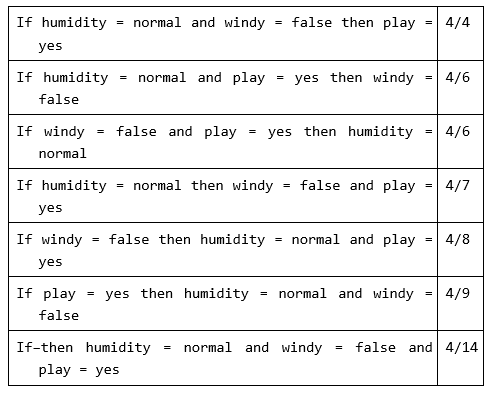 If humidity = normal and windy = false then play = 4/4
yes
If humidity = normal and play = yes then windy = 4/6
false
If windy = false and play = yes then humidity = 4/6
normal
If humidity = normal then windy = false and play = 4/7
yes
If windy = false then humidity = normal and play = 4/8
yes
If play = yes then humidity = normal and windy = 4/9
false
If–then humidity = normal and windy = false and 4/14
play = yes